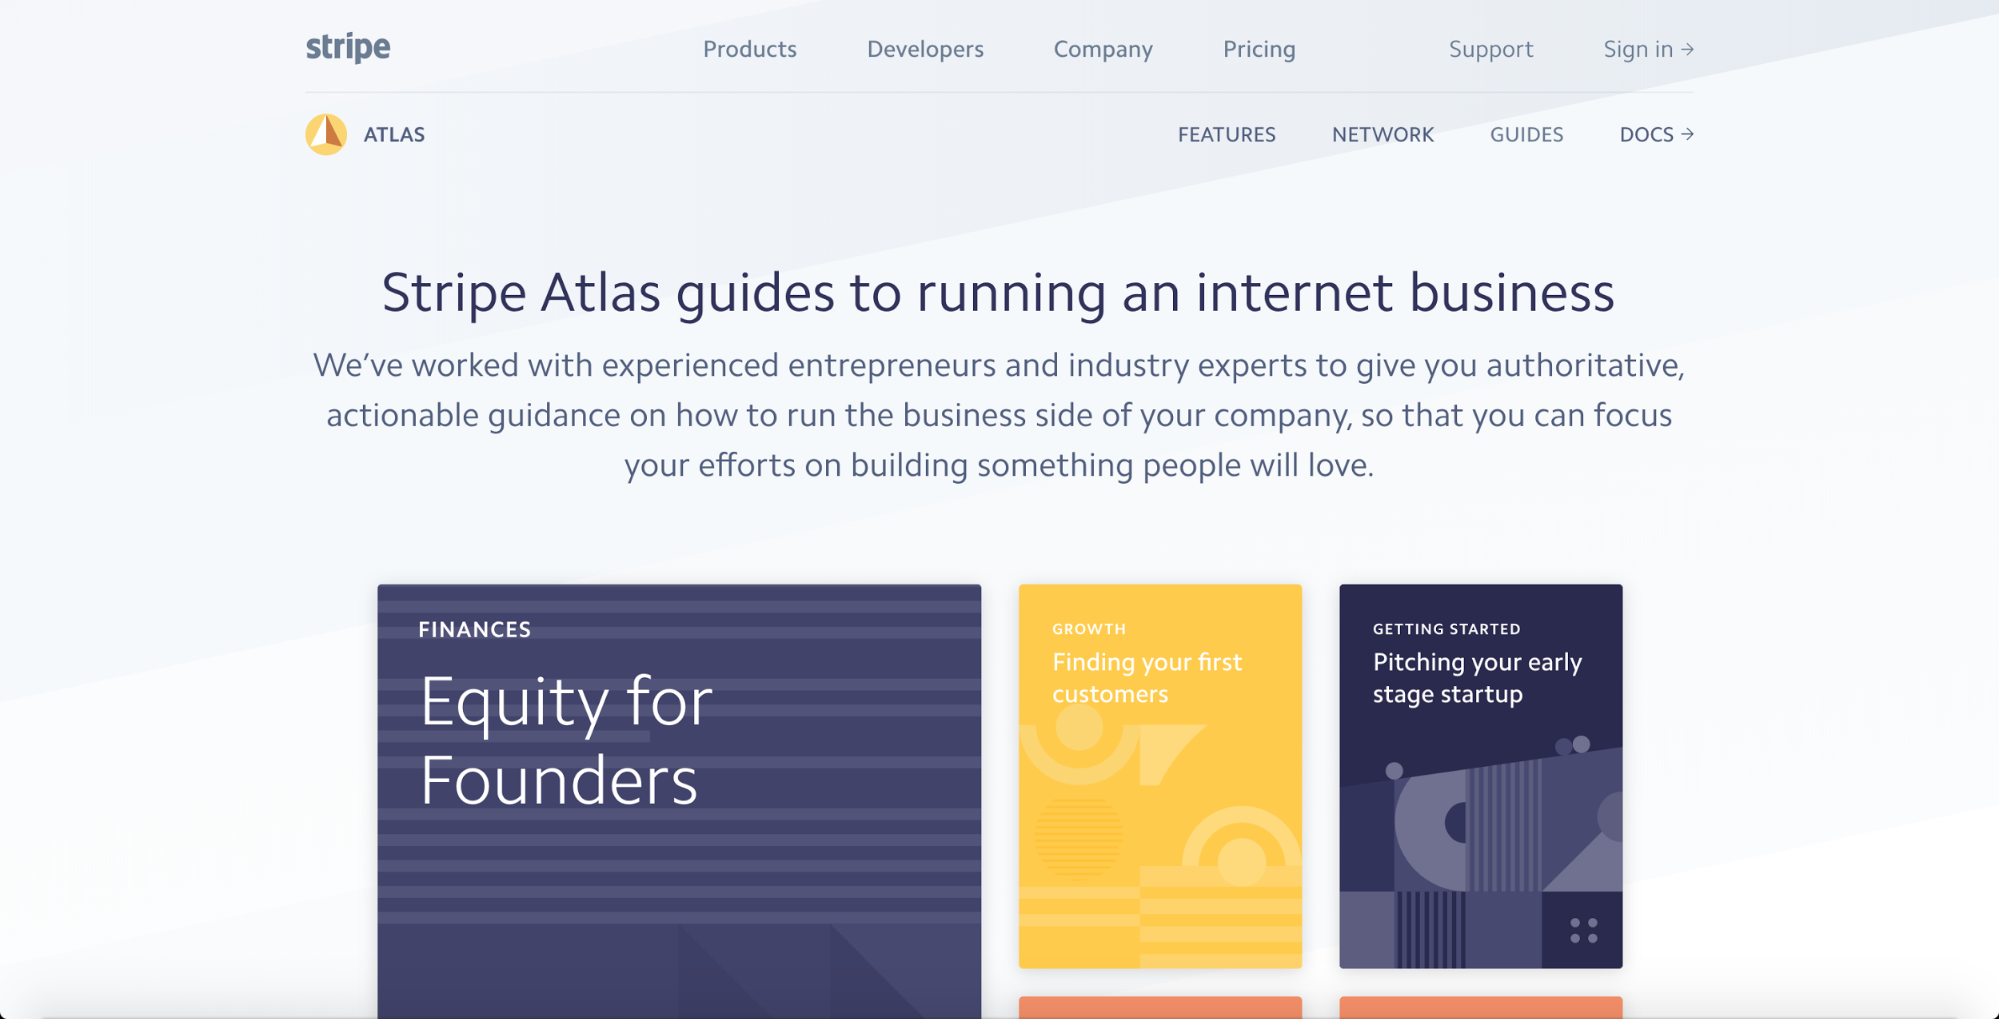 stripe
Products Developers Company Pricing Support Sign in →
ATLAS
FEATURES NETWORK GUIDES DOCS →
Stripe Atlas guides to running an internet business
We’ve worked with experienced entrepreneurs and industry experts to give you authoritative,
actionable guidance on how to run the business side of your company, so that you can focus
your efforts on building something people will love.
FINANCES
Equity for
Founders
GROWTH
Finding your first
customers
GETTING STARTED
Pitching your early
stage startup